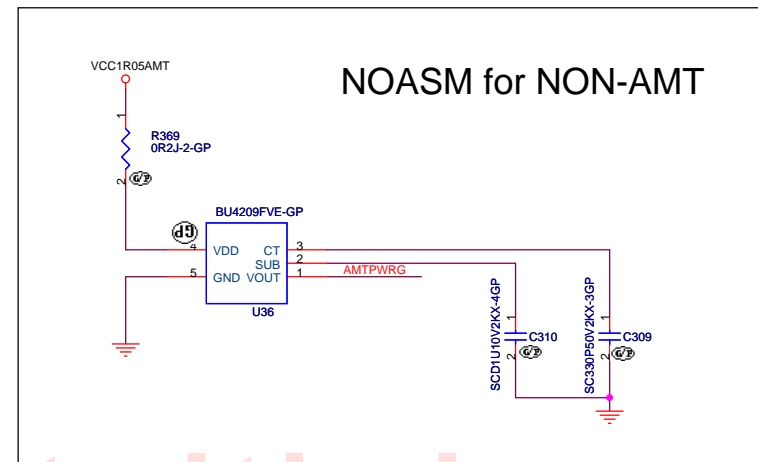 VCC1R05AMT
NOASM for NON-AMT
1
R369
0R2J-2-GP
2
G/P
BU4209FVE-GP
GP
4
VDD
CT
3
SUB
2
5
GND
VOUT
1
AMTPWRG
U36
SCD1U10V2KX-4GP
1
C310
2
G/P
SC330P50V2KX-3GP
1
C309
2
G/P